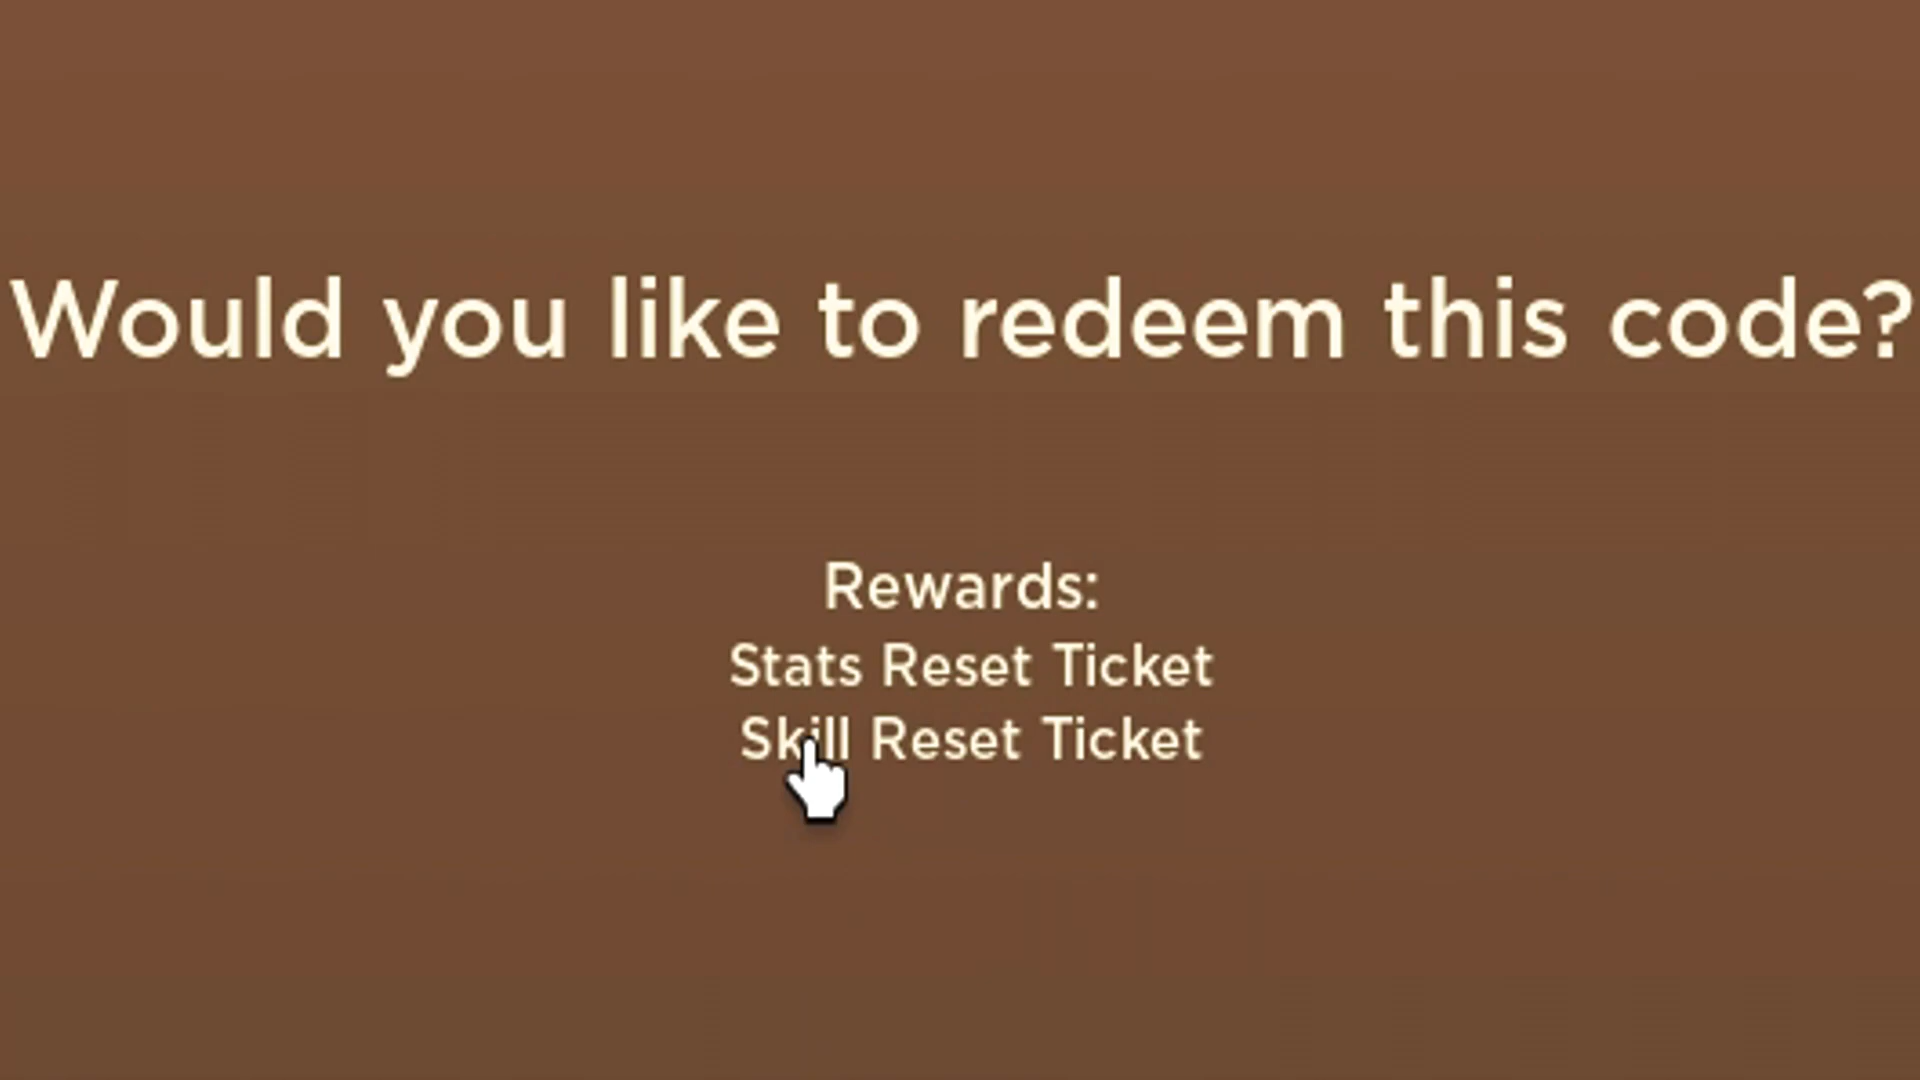 Would you like to redeem this code?
Rewards:
Stats Reset Ticket
Skill Reset Ticket